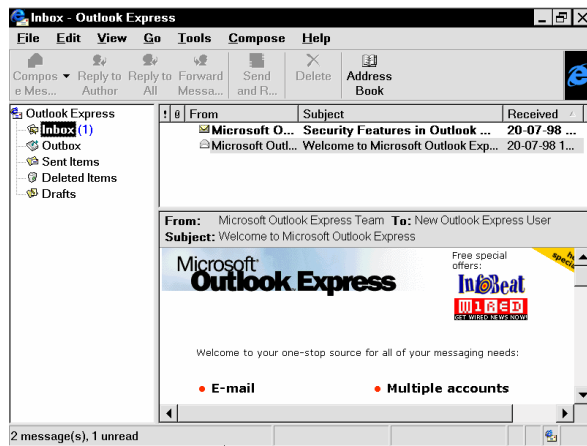 Inbox - Outlook Express
File Edit View Go Tools Compose Help
Compos Reply to Reply to Forward Send Delete Address
e Mes... Author All Messa... and R... Book
Outlook Express
Inbox (1)
Outbox
Sent Items
Deleted Items
Drafts
! From Subject Received
Microsoft O... Security Features in Outlook ... 20-07-98 ...
Microsoft Outl... Welcome to Microsoft Outlook Exp... 20-07-98 1...
From: Microsoft Outlook Express Team To: New Outlook Express User
Subject: Welcome to Microsoft Outlook Express
Microsoft
Outlook Express
Free special
offers:
InfoBeat
WIRED
GET WIRED NEWS NOW!
Welcome to your one-stop source for all of your messaging needs:
• E-mail • Multiple accounts
2 message(s), 1 unread